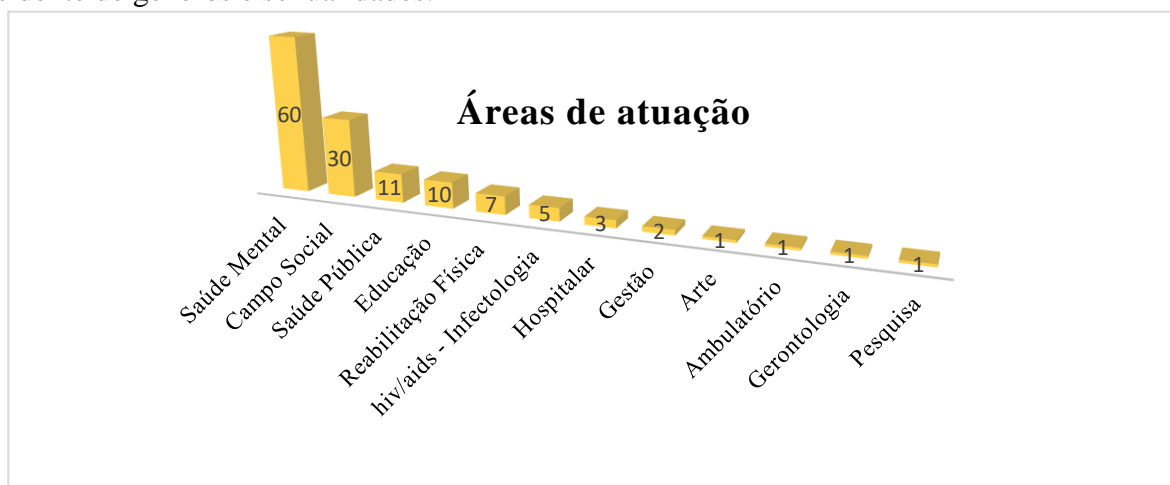 Áreas de atuação
60
30
11
10
7
5
3
2
1
1
1
1
Saúde Mental
Campo Social
Saúde Pública
Educação
Reabilitação Física
hiv/aids - Infectologia
Hospitalar
Gestão
Arte
Ambulatório
Gerontologia
Pesquisa